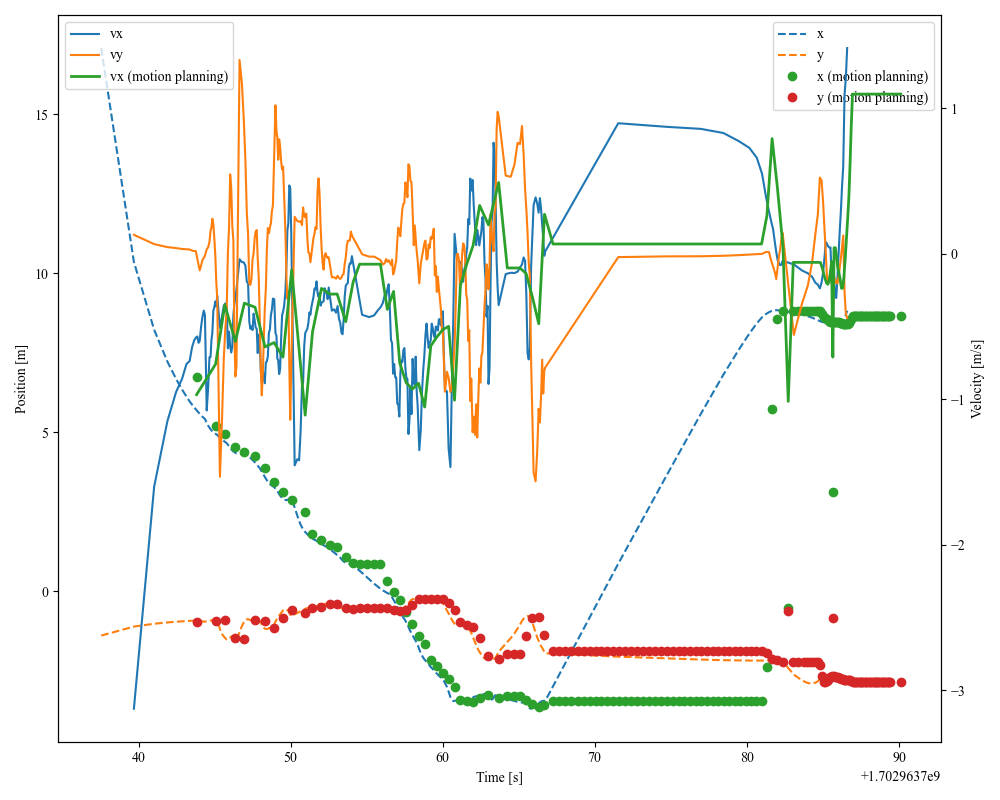 vx
vy
vx (motion planning)
x
y
x (motion planning)
y (motion planning)
15
10
5
0
Position [m]
1
0
−1
−2
−3
Velocity [m/s]
40
50
60
70
80
90
Time [s]
+1.7029637e9